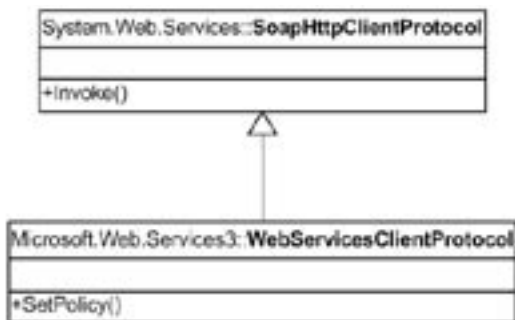 System.Web.Services::SoapHttpClientProtocol
+Invoke()
Microsoft.Web.Services3::WebServicesClientProtocol
+SetPolicy()